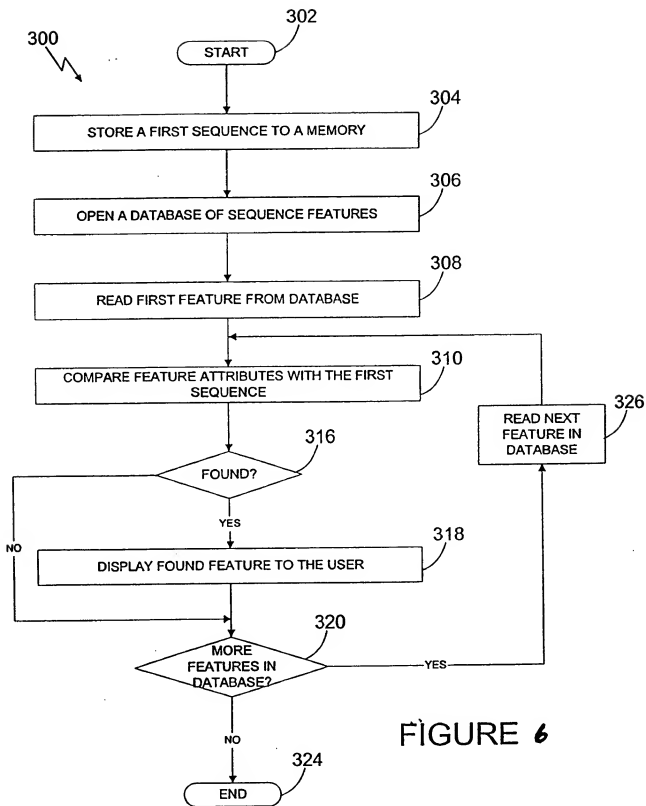 302
300
START
304
STORE A FIRST SEQUENCE TO A MEMORY
306
OPEN A DATABASE OF SEQUENCE FEATURES
308
READ FIRST FEATURE FROM DATABASE
310
COMPARE FEATURE ATTRIBUTES WITH THE FIRST
SEQUENCE
326
READ NEXT
FEATURE IN
DATABASE
316
FOUND?
YES
NO
318
DISPLAY FOUND FEATURE TO THE USER
320
MORE
FEATURES IN
DATABASE?
YES
NO
FIGURE 6
324
END